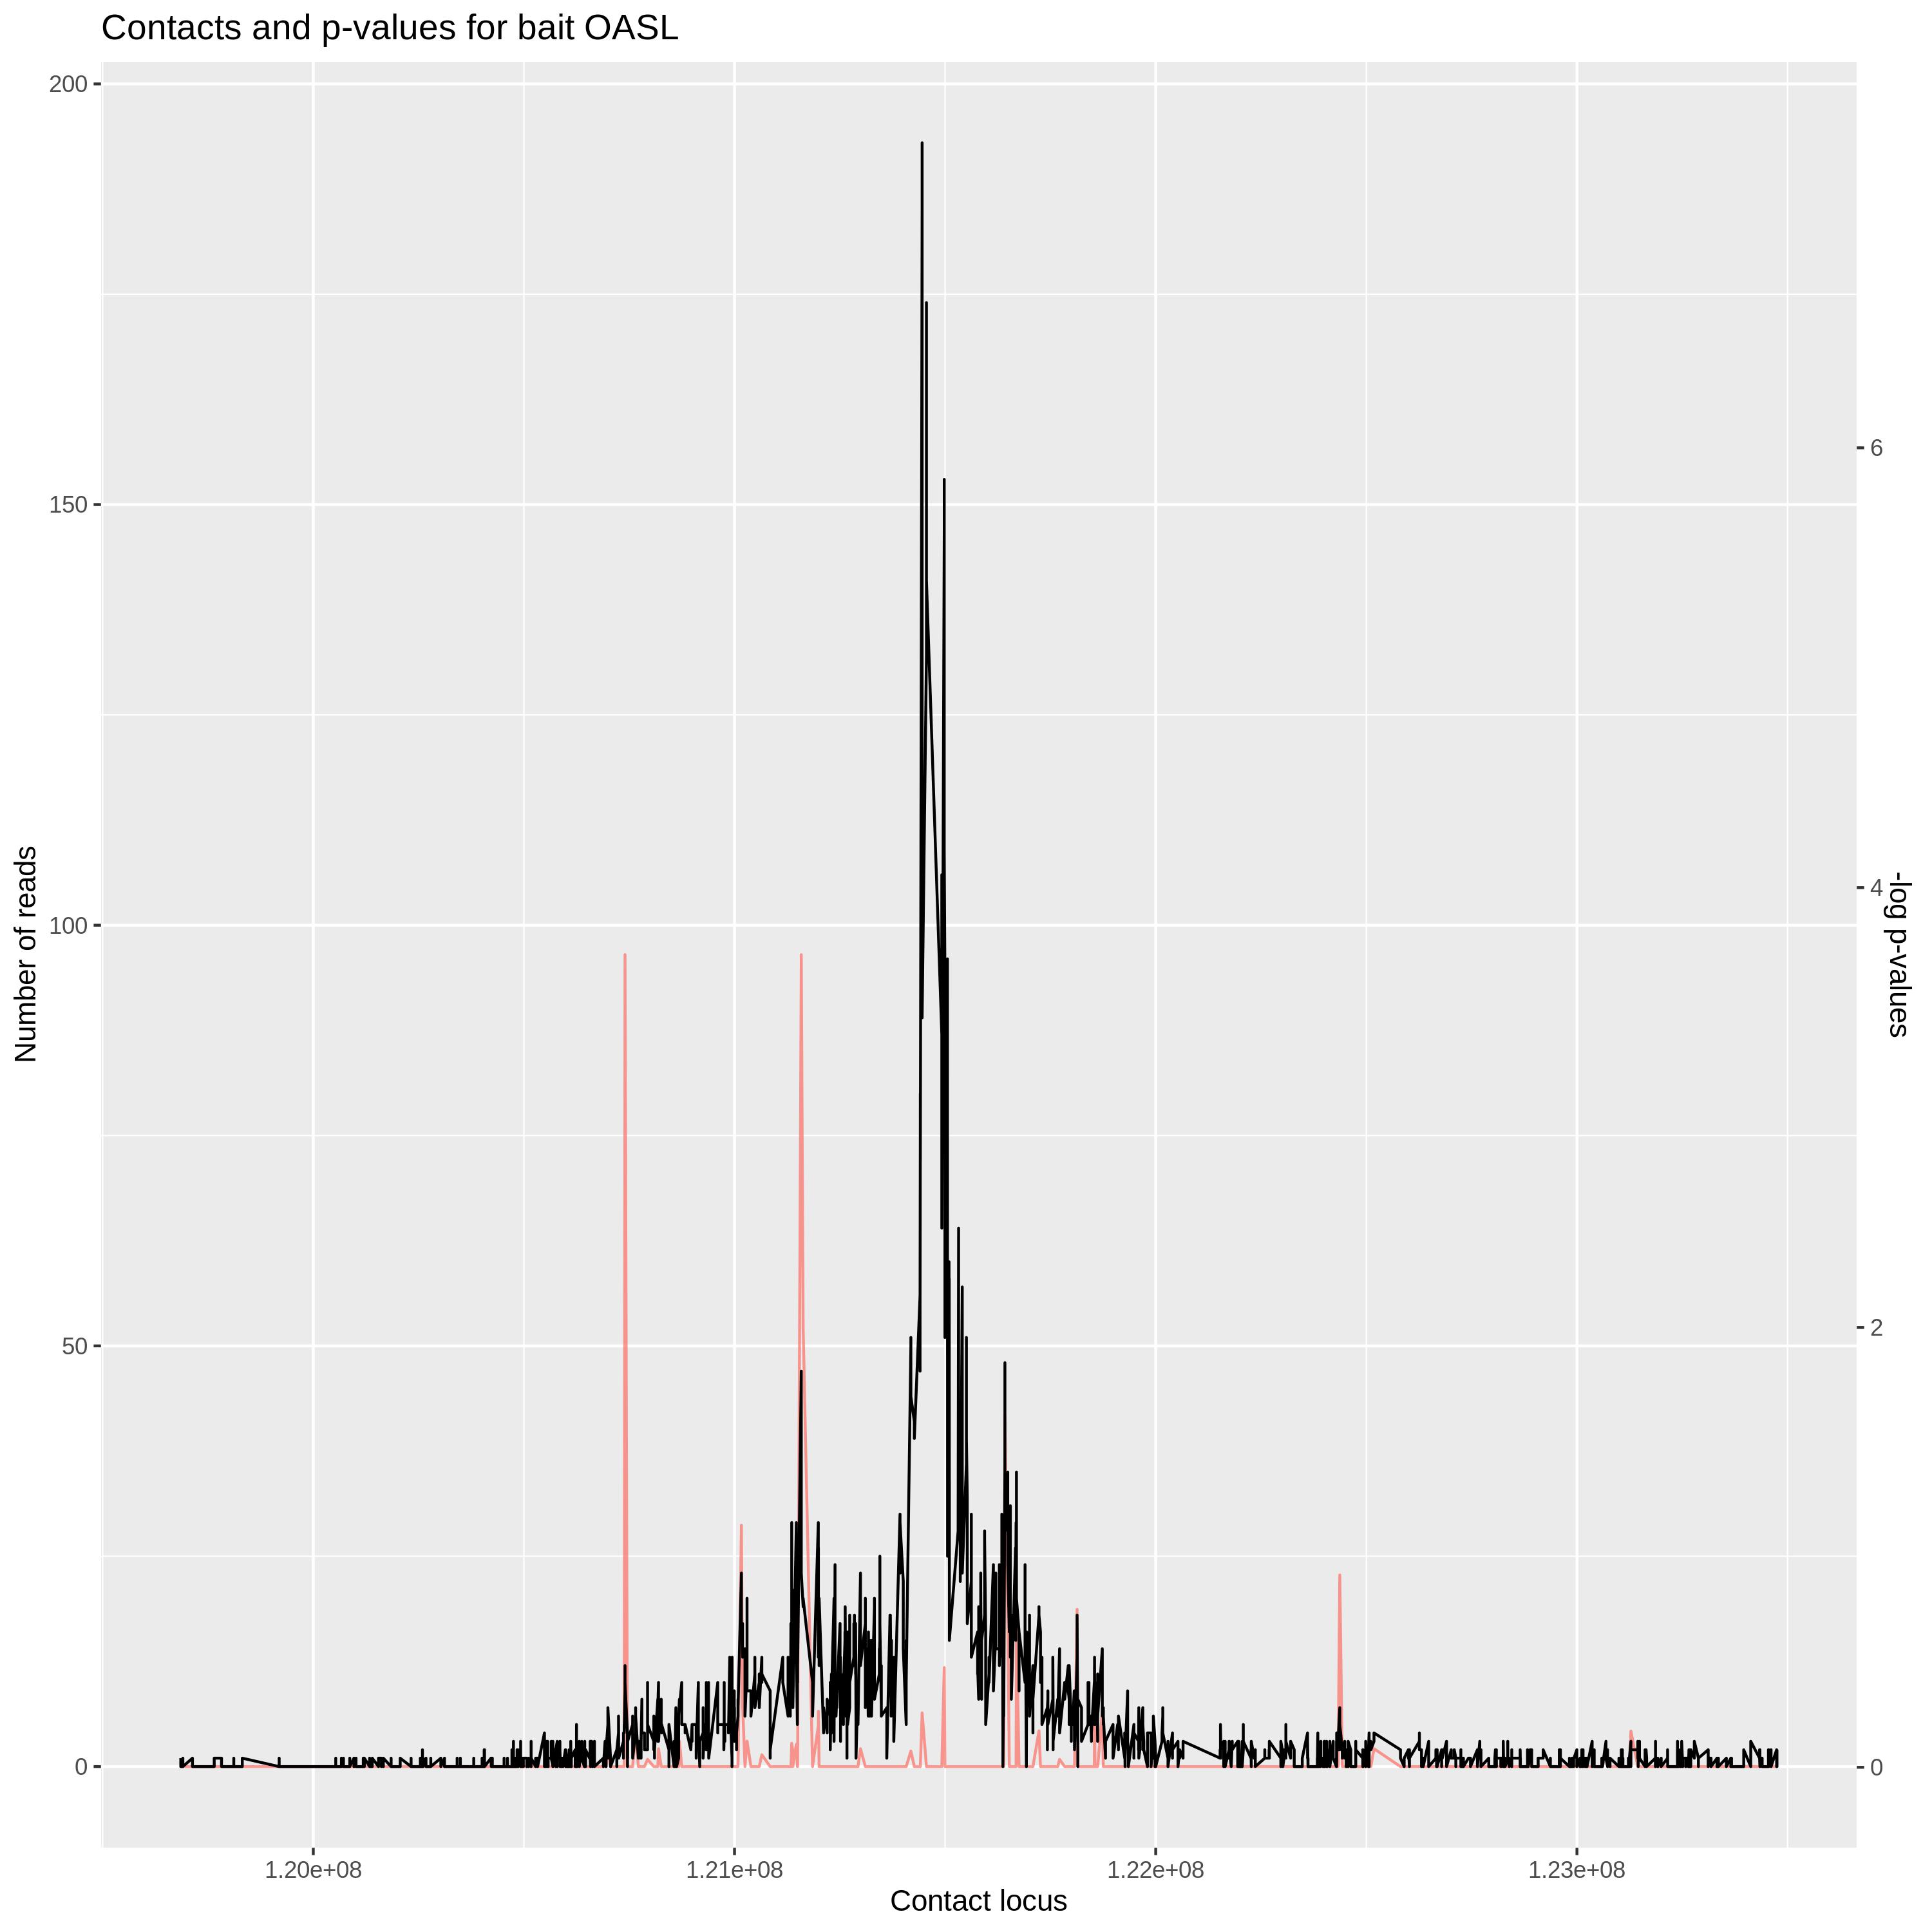 Contacts and p-values for bait OASL
200
150
100
50
0
Number of reads
6
4
2
0
-log p-values
1.20e+08
1.21e+08
1.22e+08
1.23e+08
Contact locus